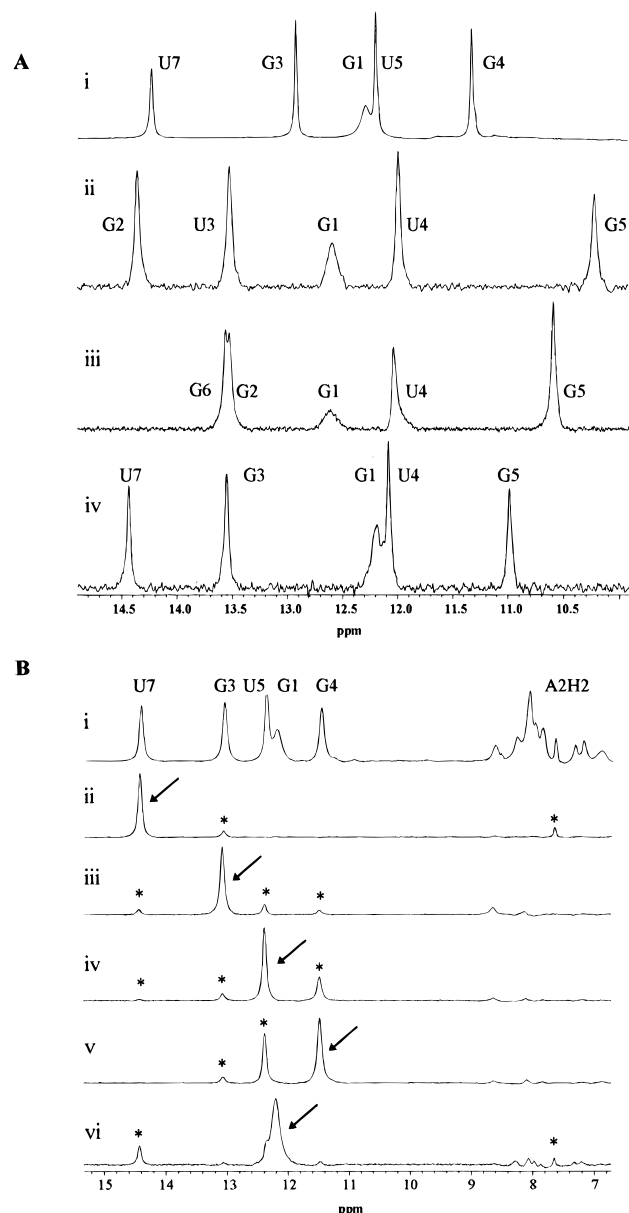 A
i
U7 G3 G1 U5 G4
ii
G2 U3 G1 U4 G5
iii
G6 G2 G1 U4 G5
iv
U7 G3 G1 U4 G5
14.5 14.0 13.5 13.0 12.5 12.0 11.5 11.0 10.5
ppm
B
U7 G3 U5 G1 G4 A2H2
i
ii
* *
iii
* * *
iv
* * *
v
* *
vi
* *
15 14 13 12 11 10 9 8 7
ppm